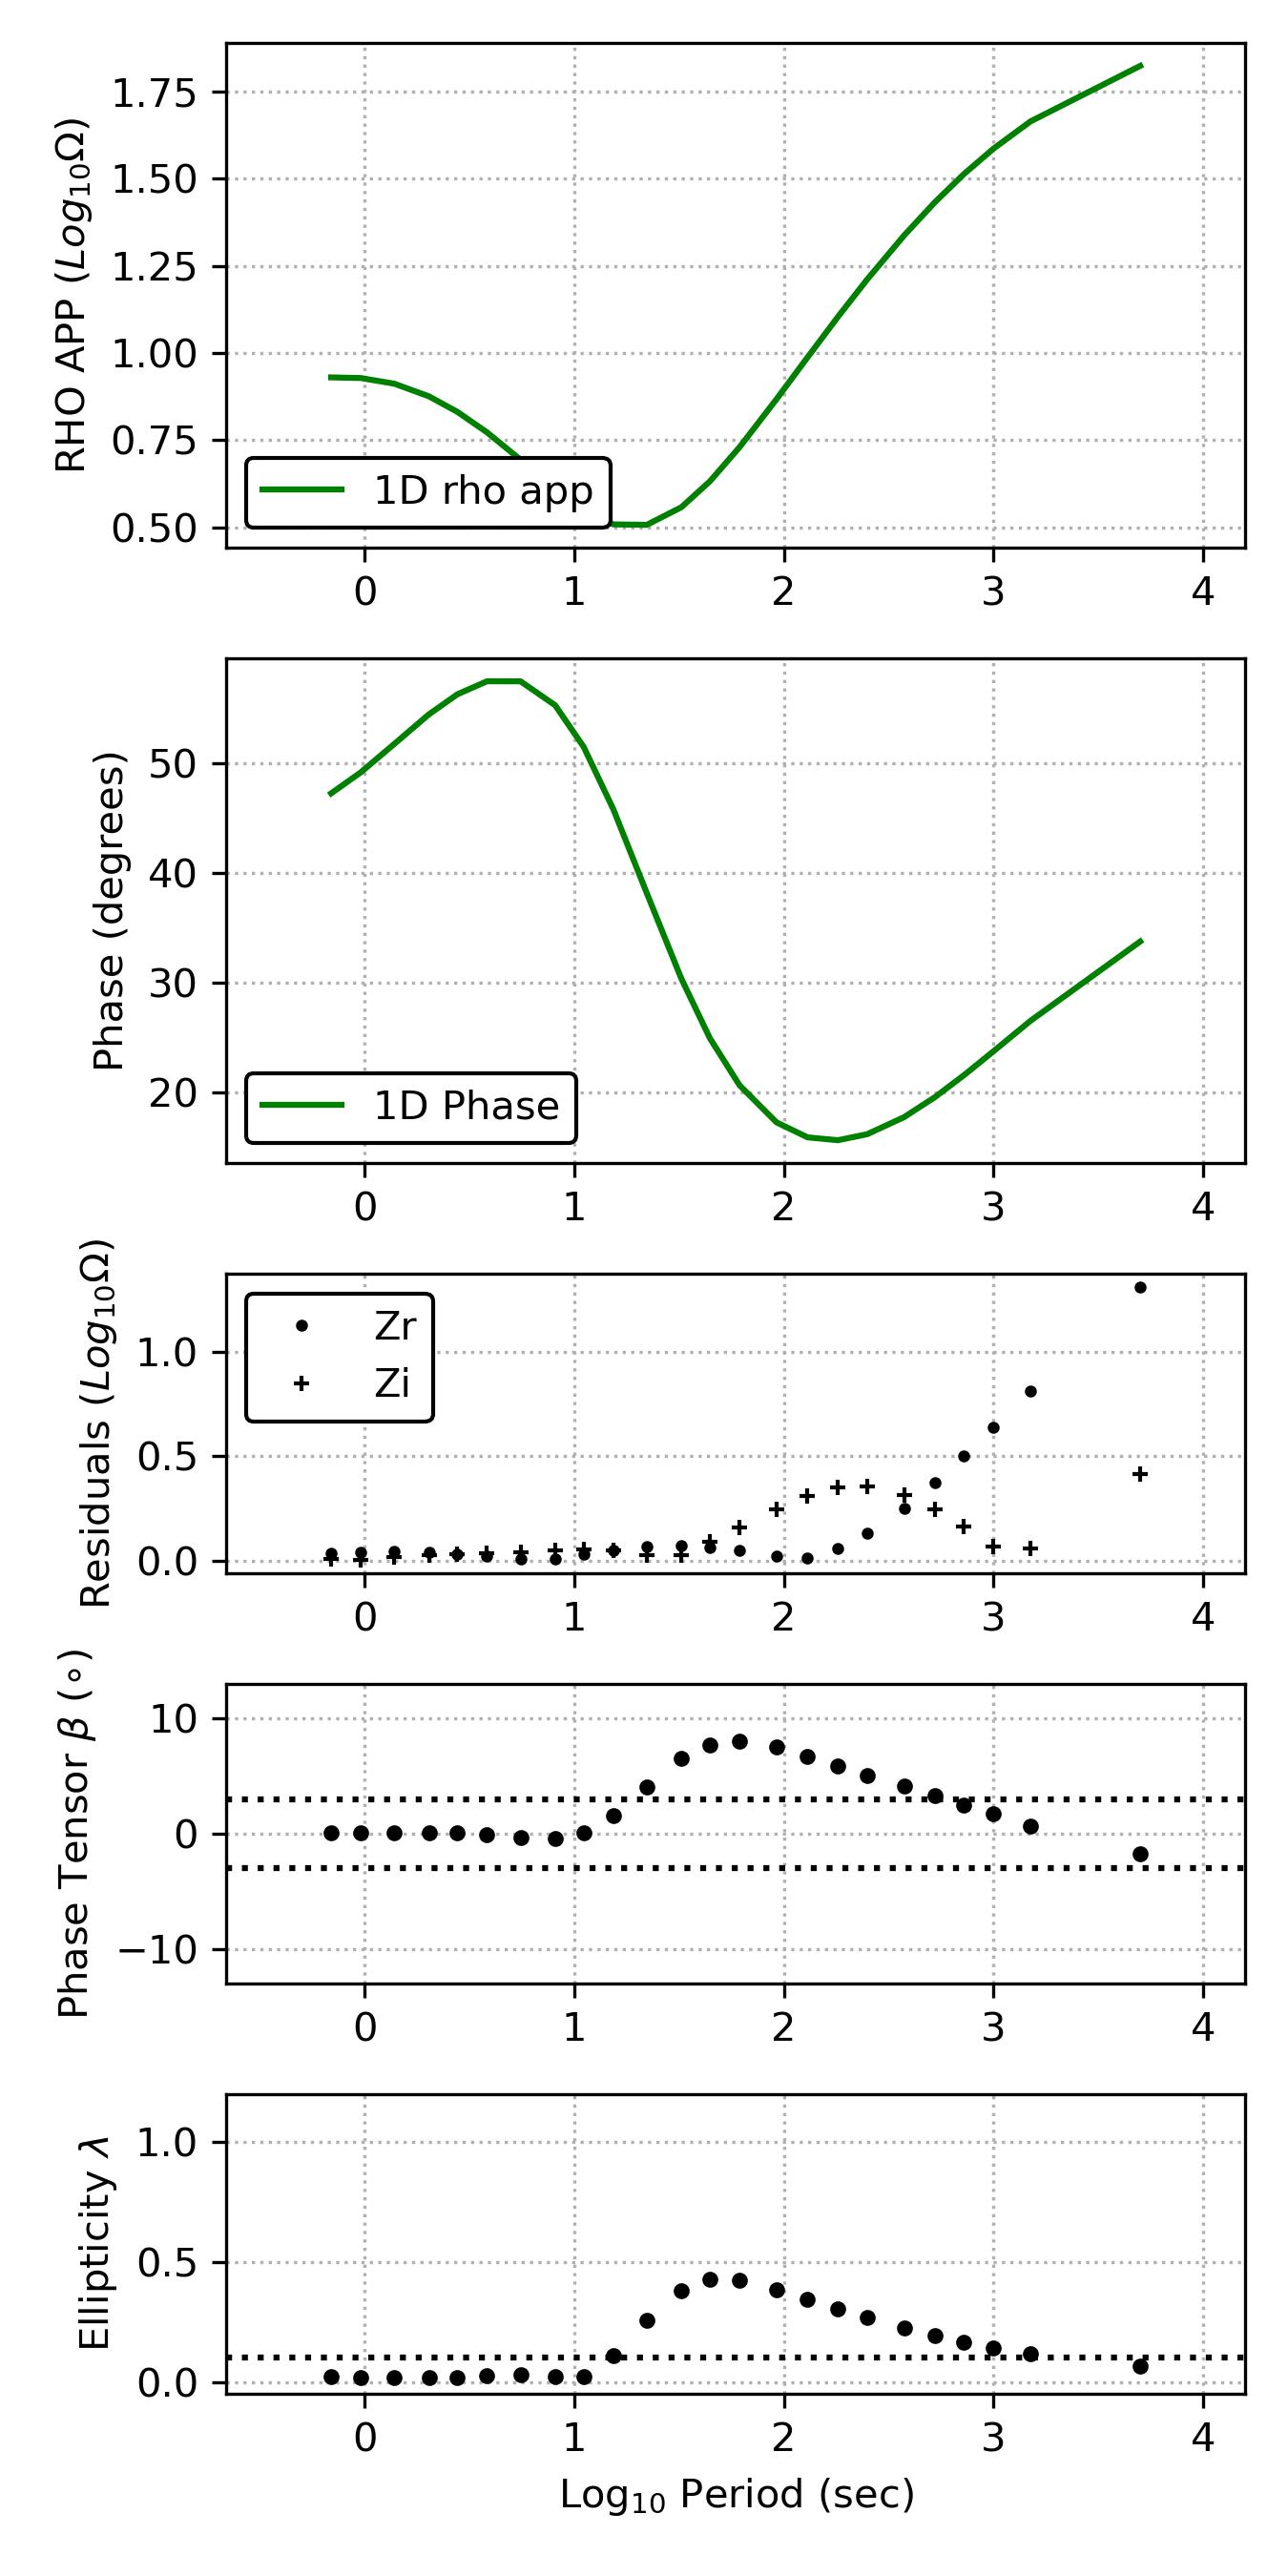 RHO APP (Log₁₀Ω)
1.75
1.50
1.25
1.00
0.75
0.50
1D rho app
0 1 2 3 4
Phase (degrees)
50
40
30
20
1D Phase
0 1 2 3 4
Residuals (Log₁₀Ω)
1.0
0.5
0.0
Zr
Zi
0 1 2 3 4
Phase Tensor β (∘)
10
0
−10
0 1 2 3 4
Ellipticity λ
1.0
0.5
0.0
0 1 2 3 4
Log₁₀ Period (sec)